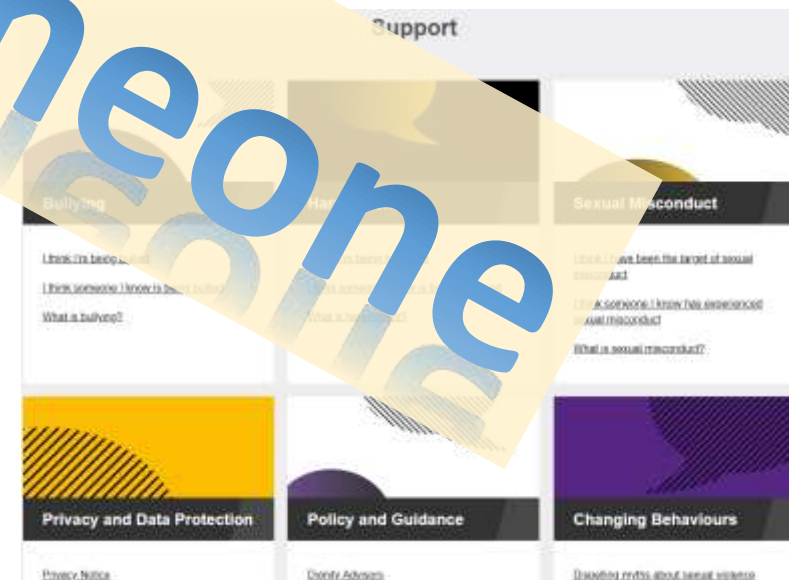 Support
neone
Bullying
Sexual Misconduct
I think I'm being bullied
I think I have been the target of sexual
misconduct
I think someone I know is being bullied
I think someone I know has experienced
sexual misconduct
What is bullying?
What is sexual misconduct?
Privacy and Data Protection
Policy and Guidance
Changing Behaviours
Privacy Notice
Dignity Advisors
Dispelling myths about sexual violence